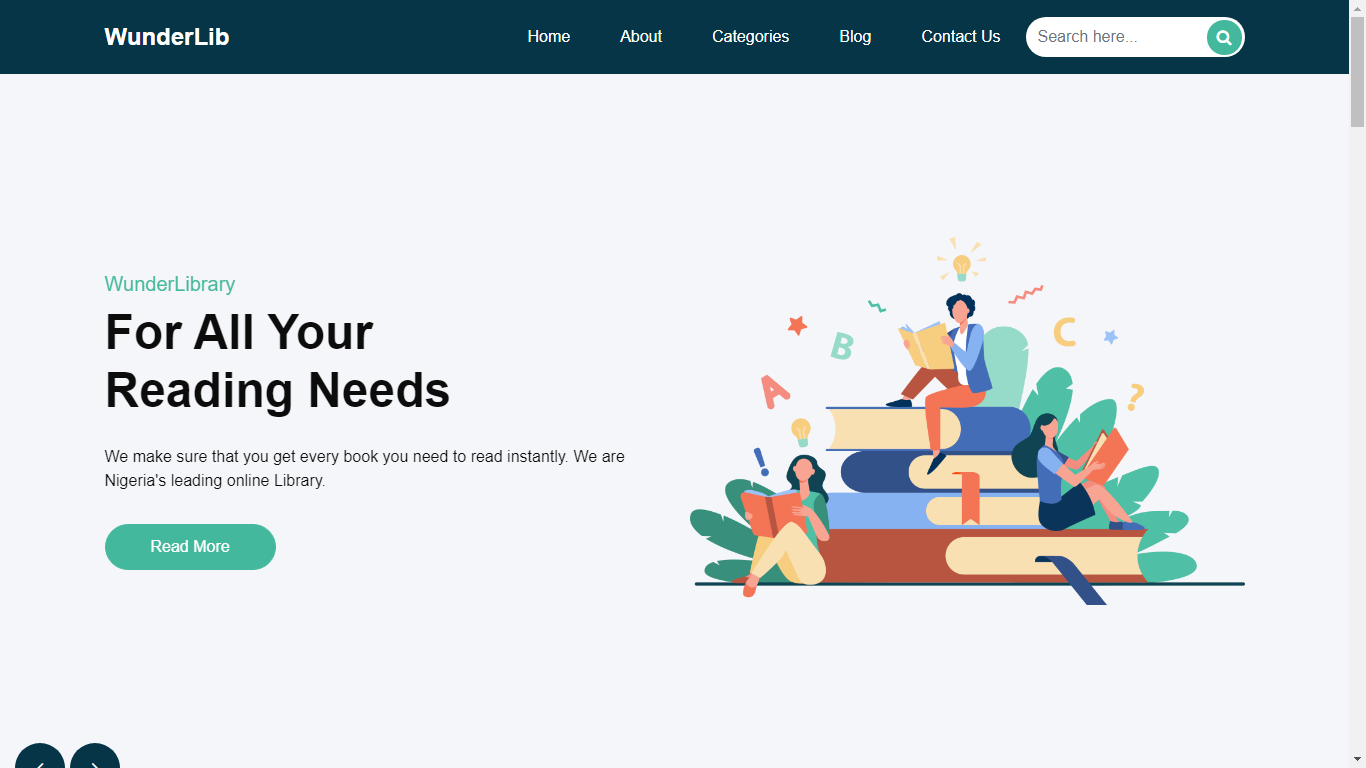 WunderLib
Home
About
Categories
Blog
Contact Us
Search here...
WunderLibrary
For All Your
Reading Needs
We make sure that you get every book you need to read instantly. We are
Nigeria's leading online Library.
Read More
A
B
C
?
!